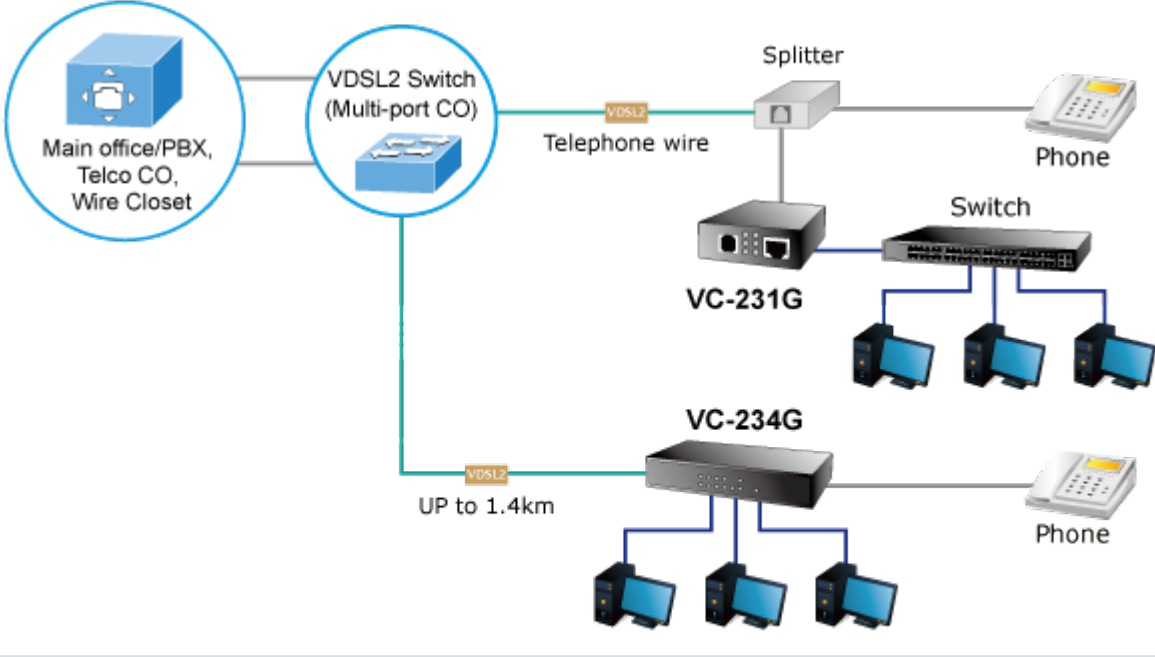 Main office/PBX,
Telco CO,
Wire Closet
VDSL2 Switch
(Multi-port CO)
VDSL2
Telephone wire
Splitter
Phone
VC-231G
Switch
VC-234G
VDSL2
UP to 1.4km
Phone